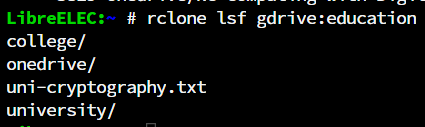 LibreELEC:~ # rclone lsf gdrive:education
college/
onedrive/
uni-cryptography.txt
university/